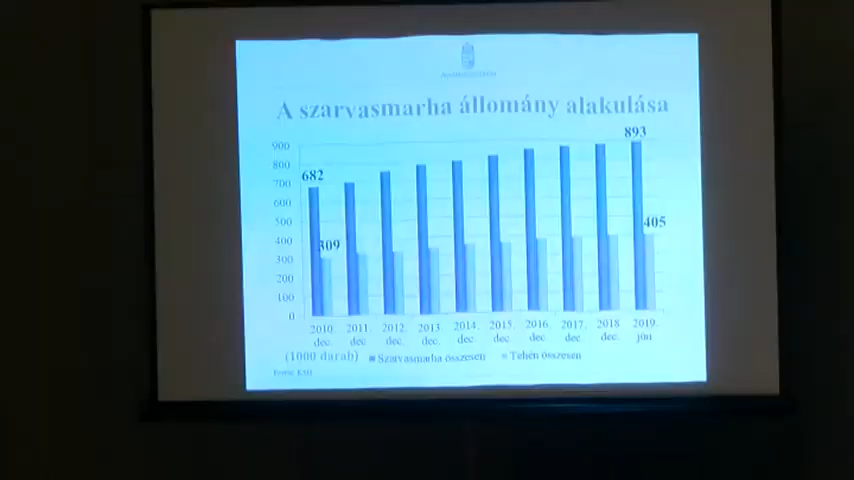 A szarvasmarha állomány alakulása
900
800
700
600
500
400
300
200
100
0
682
309
893
405
2010. dec.
2011. dec
2012. dec.
2013. dec.
2014. dec.
2015. dec.
2016. dec.
2017. dec
2018 dec.
2019. jún
(1000 darab)
Szarvasmarha összesen
Tehén összesen
Forrás: KSH